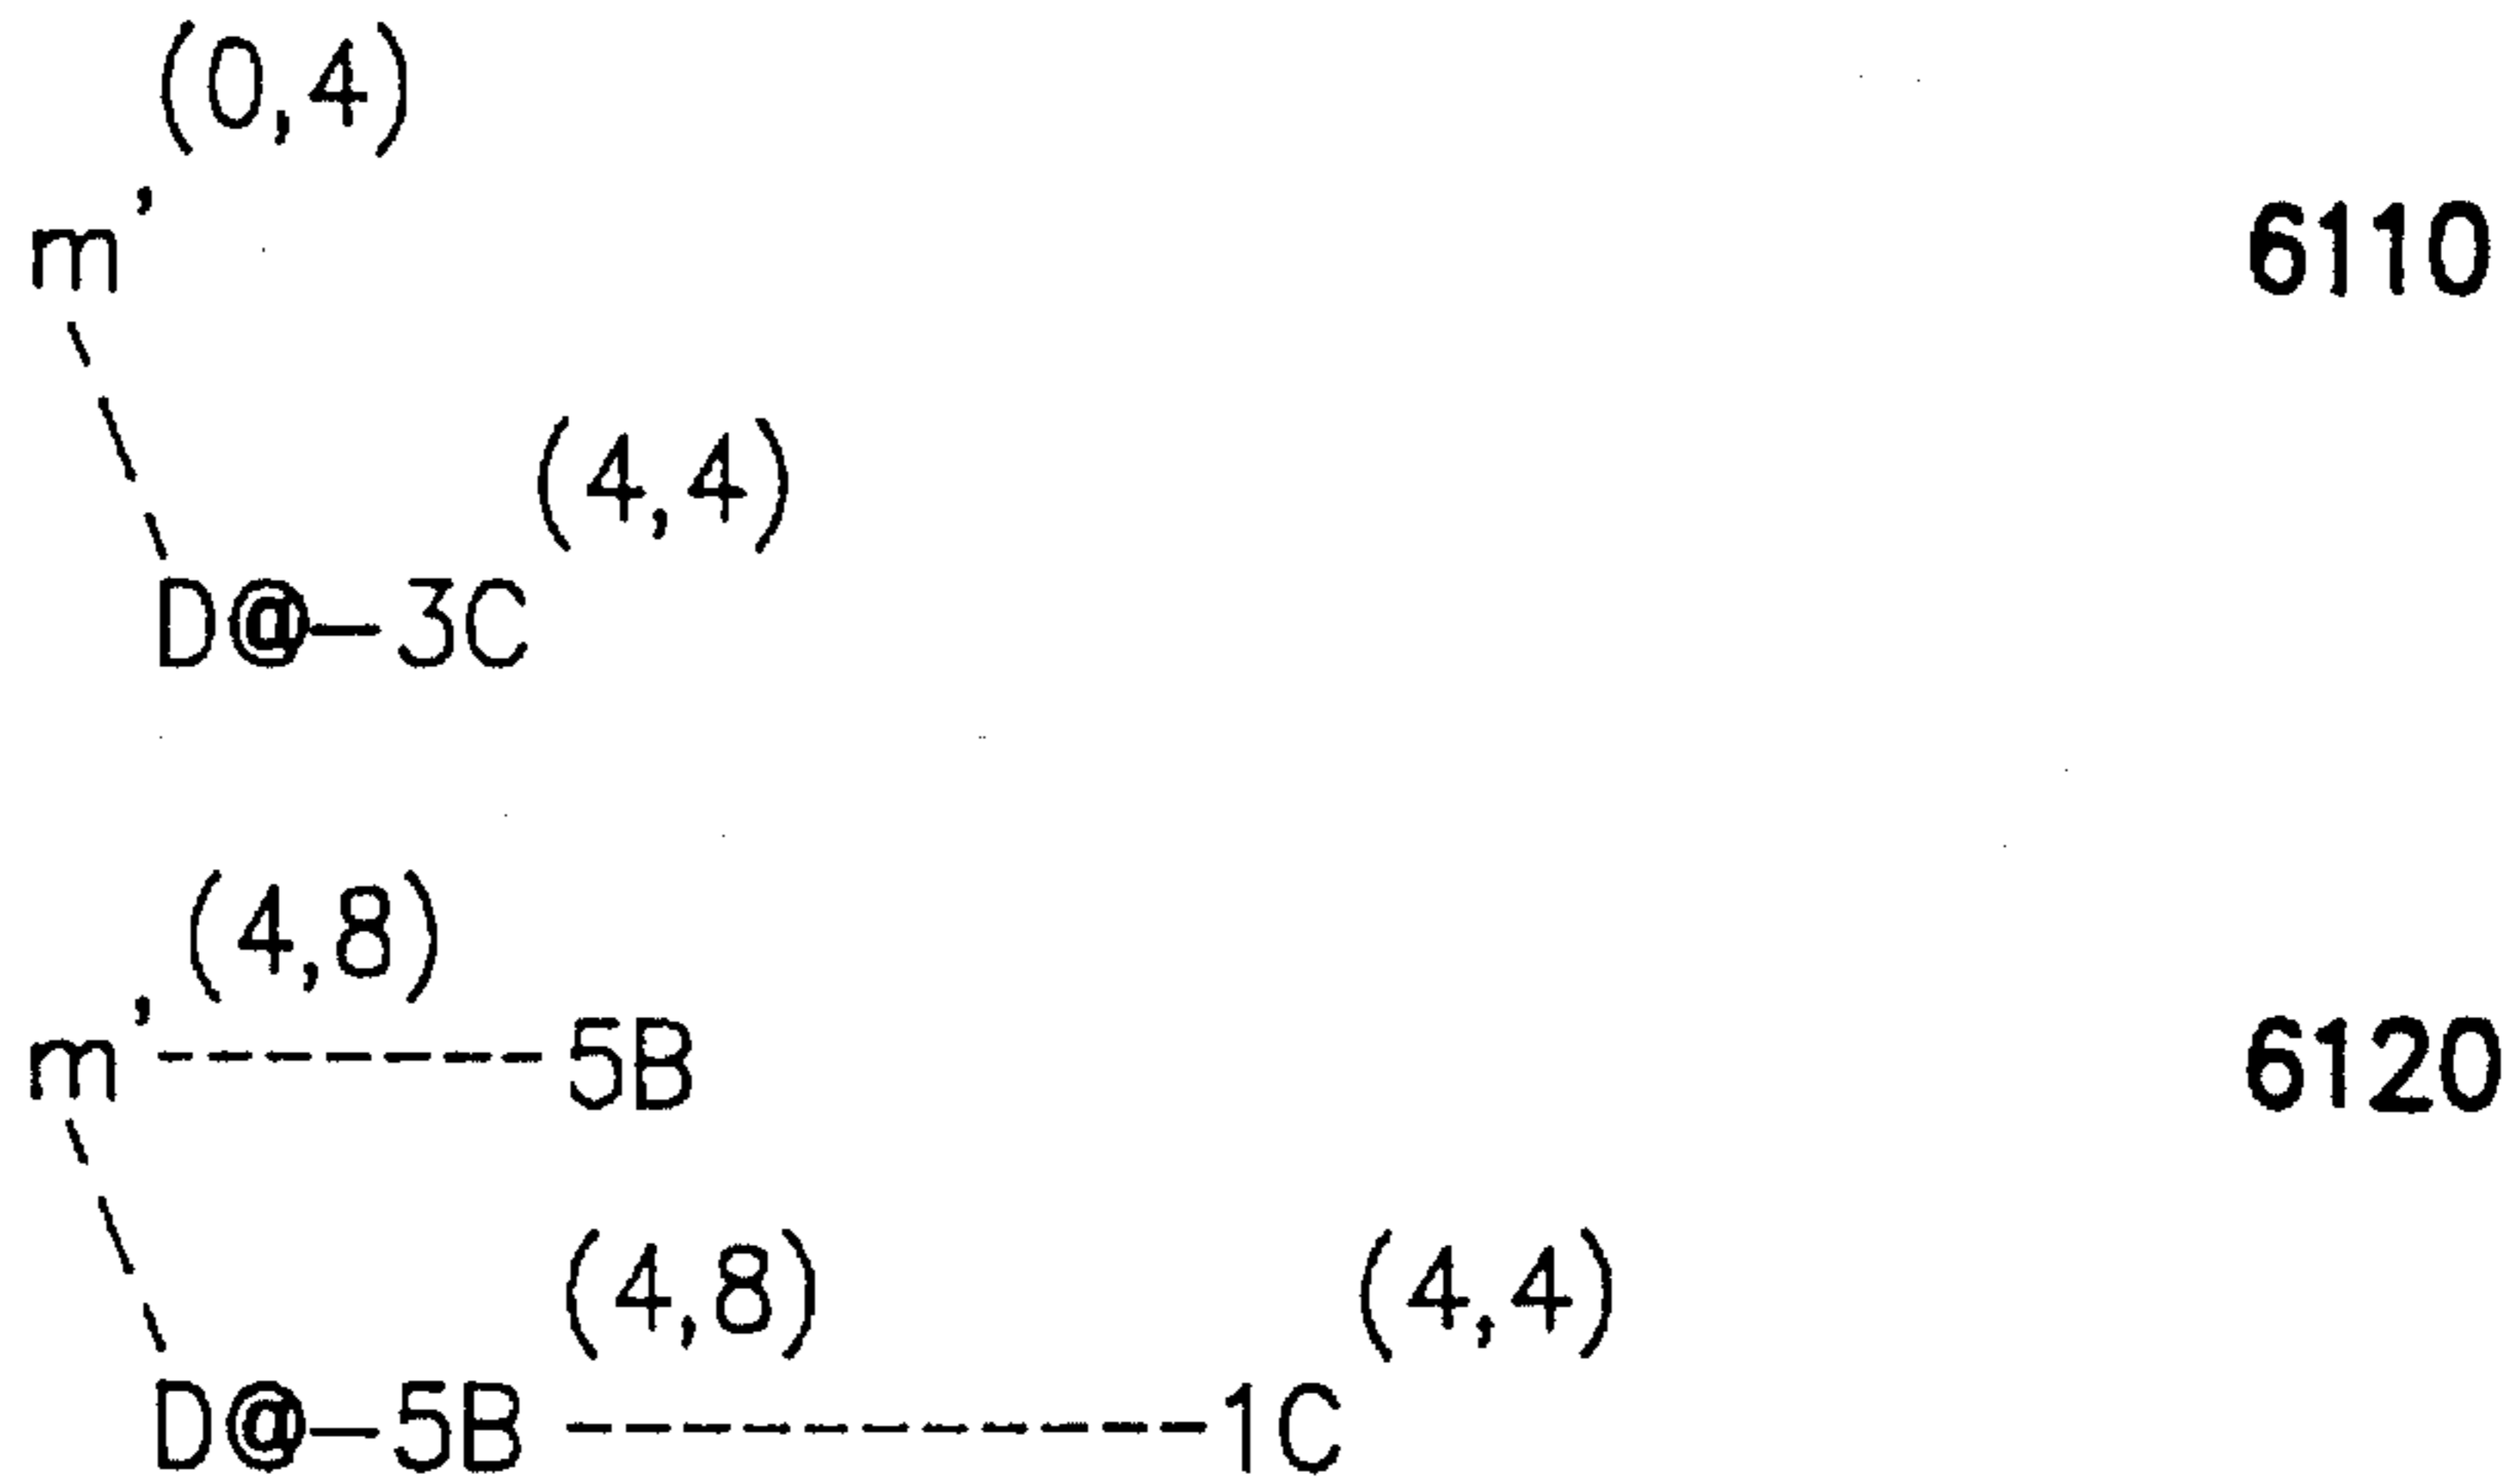 (0,4)
m' 6110
(4,4)
D@—3C
(4,8)
m'-------5B 6120
(4,8) (4,4)
D@—5B-----------1C